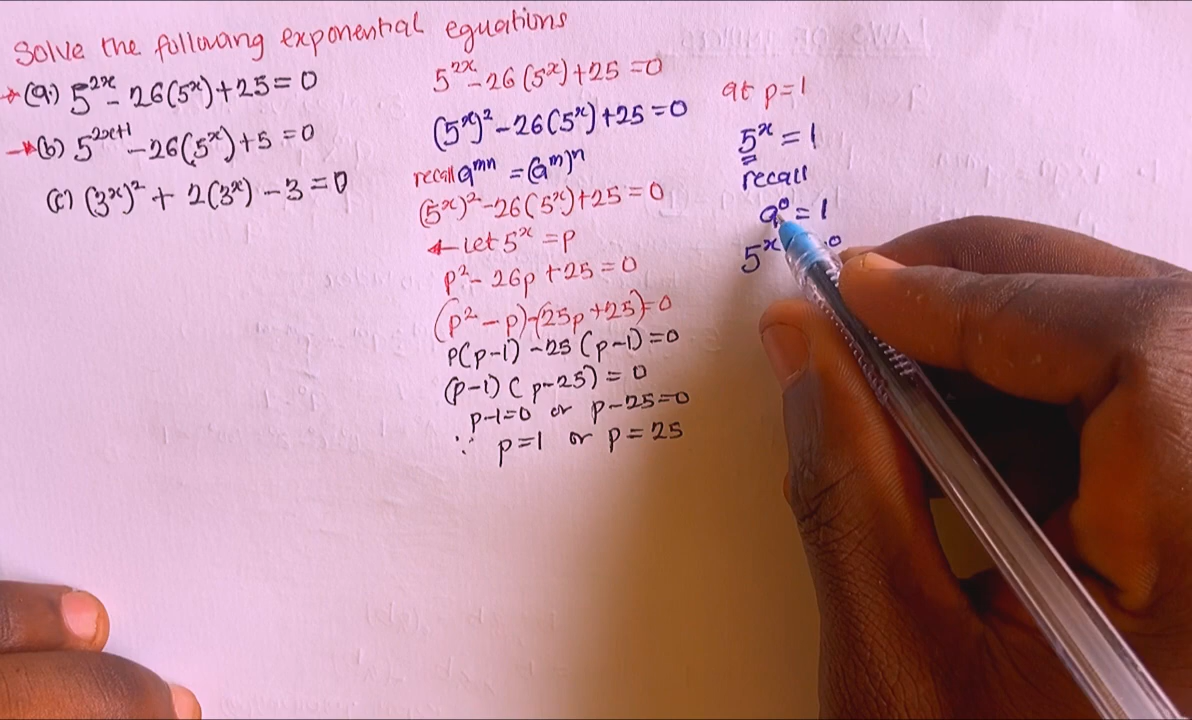 Solve the following exponential equations
(a) 5^{2x} - 26(5^x) + 25 = 0
(b) 5^{2x+1} - 26(5^x) + 5 = 0
(c) (3^x)^2 + 2(3^x) - 3 = 0
5^{2x} - 26(5^x) + 25 = 0
(5^x)^2 - 26(5^x) + 25 = 0
recall a^{mn} = (a^m)^n
(5^x)^2 - 26(5^x) + 25 = 0
Let 5^x = p
p^2 - 26p + 25 = 0
(p^2 - p) - (25p + 25) = 0
p(p-1) - 25(p-1) = 0
(p-1)(p-25) = 0
p-1=0 or p-25=0
∵ p=1 or p=25
at p=1
5^x = 1
recall
a^0 = 1
5^x